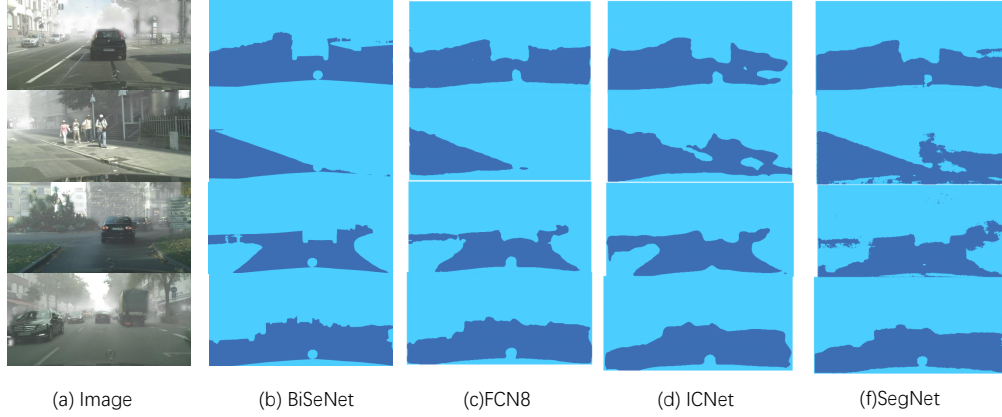 (a) Image
(b) BiSeNet
(c)FCN8
(d) ICNet
(f)SegNet